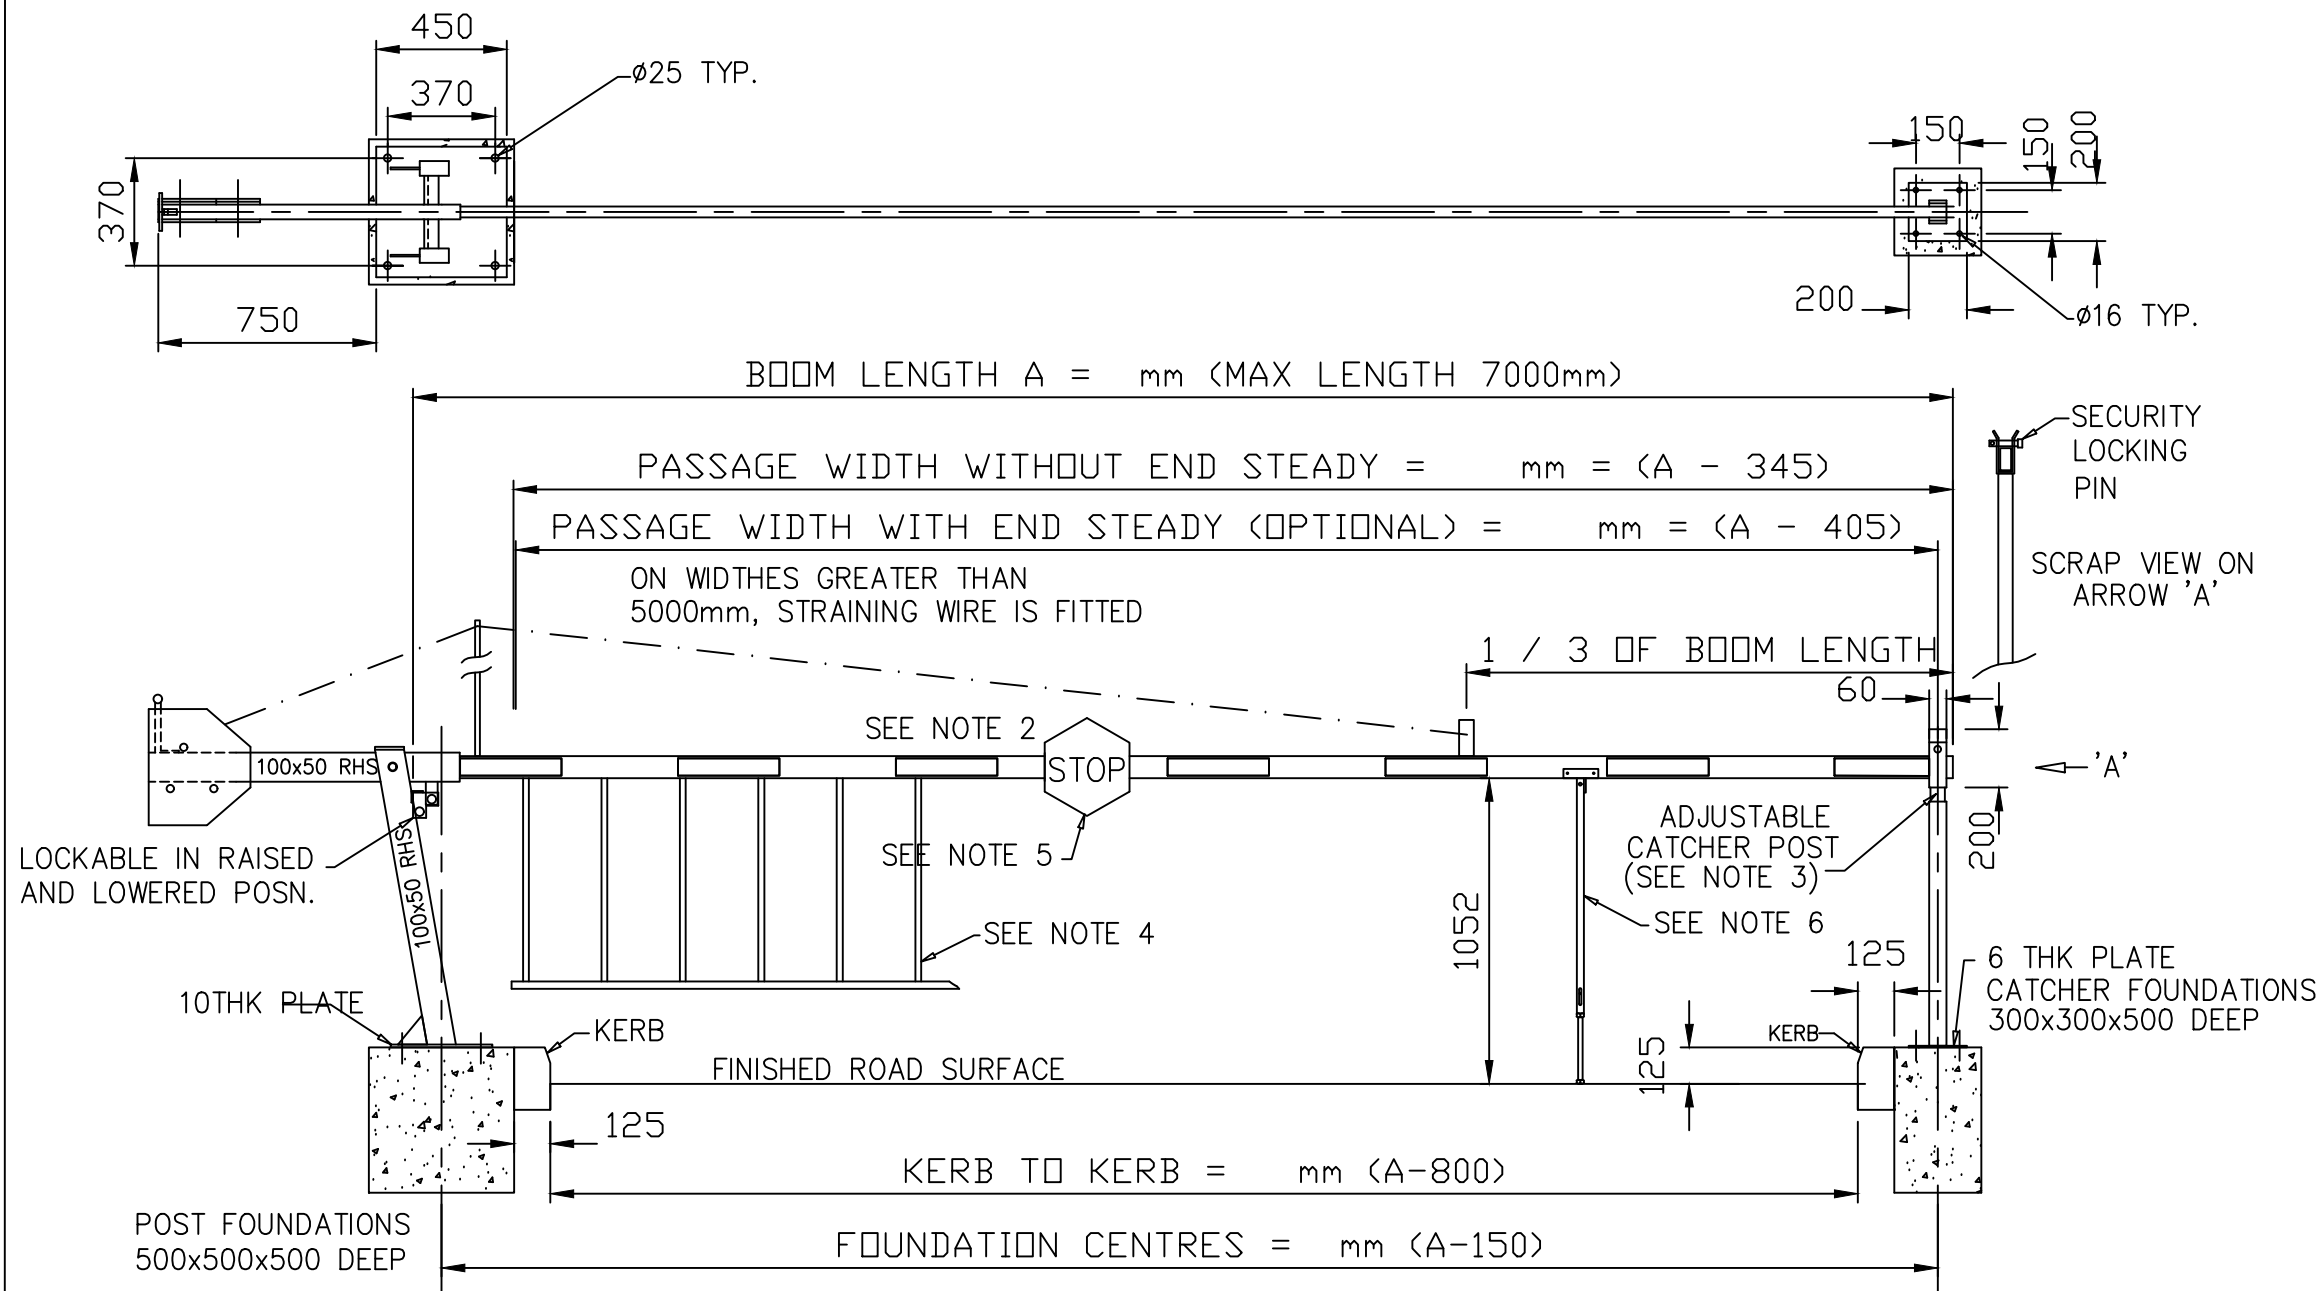 450
ø25 TYP.
370
370
750
150
150
200
200
ø16 TYP.
BOOM LENGTH A = mm (MAX LENGTH 7000mm)
SECURITY
LOCKING
PIN
PASSAGE WIDTH WITHOUT END STEADY = mm = (A - 345)
PASSAGE WIDTH WITH END STEADY (OPTIONAL) = mm = (A - 405)
ON WIDTHES GREATER THAN
5000mm, STRAINING WIRE IS FITTED
SCRAP VIEW ON
ARROW 'A'
1 / 3 OF BOOM LENGTH
60
SEE NOTE 2
100x50 RHS
STOP
'A'
LOCKABLE IN RAISED
AND LOWERED POSN.
100x50 RHS
SEE NOTE 5
ADJUSTABLE
CATCHER POST
(SEE NOTE 3)
200
1052
SEE NOTE 4
SEE NOTE 6
125
6 THK PLATE
CATCHER FOUNDATIONS
300x300x500 DEEP
10THK PLATE
KERB
KERB
FINISHED ROAD SURFACE
125
125
KERB TO KERB = mm (A-800)
POST FOUNDATIONS
500x500x500 DEEP
FOUNDATION CENTRES = mm (A-150)